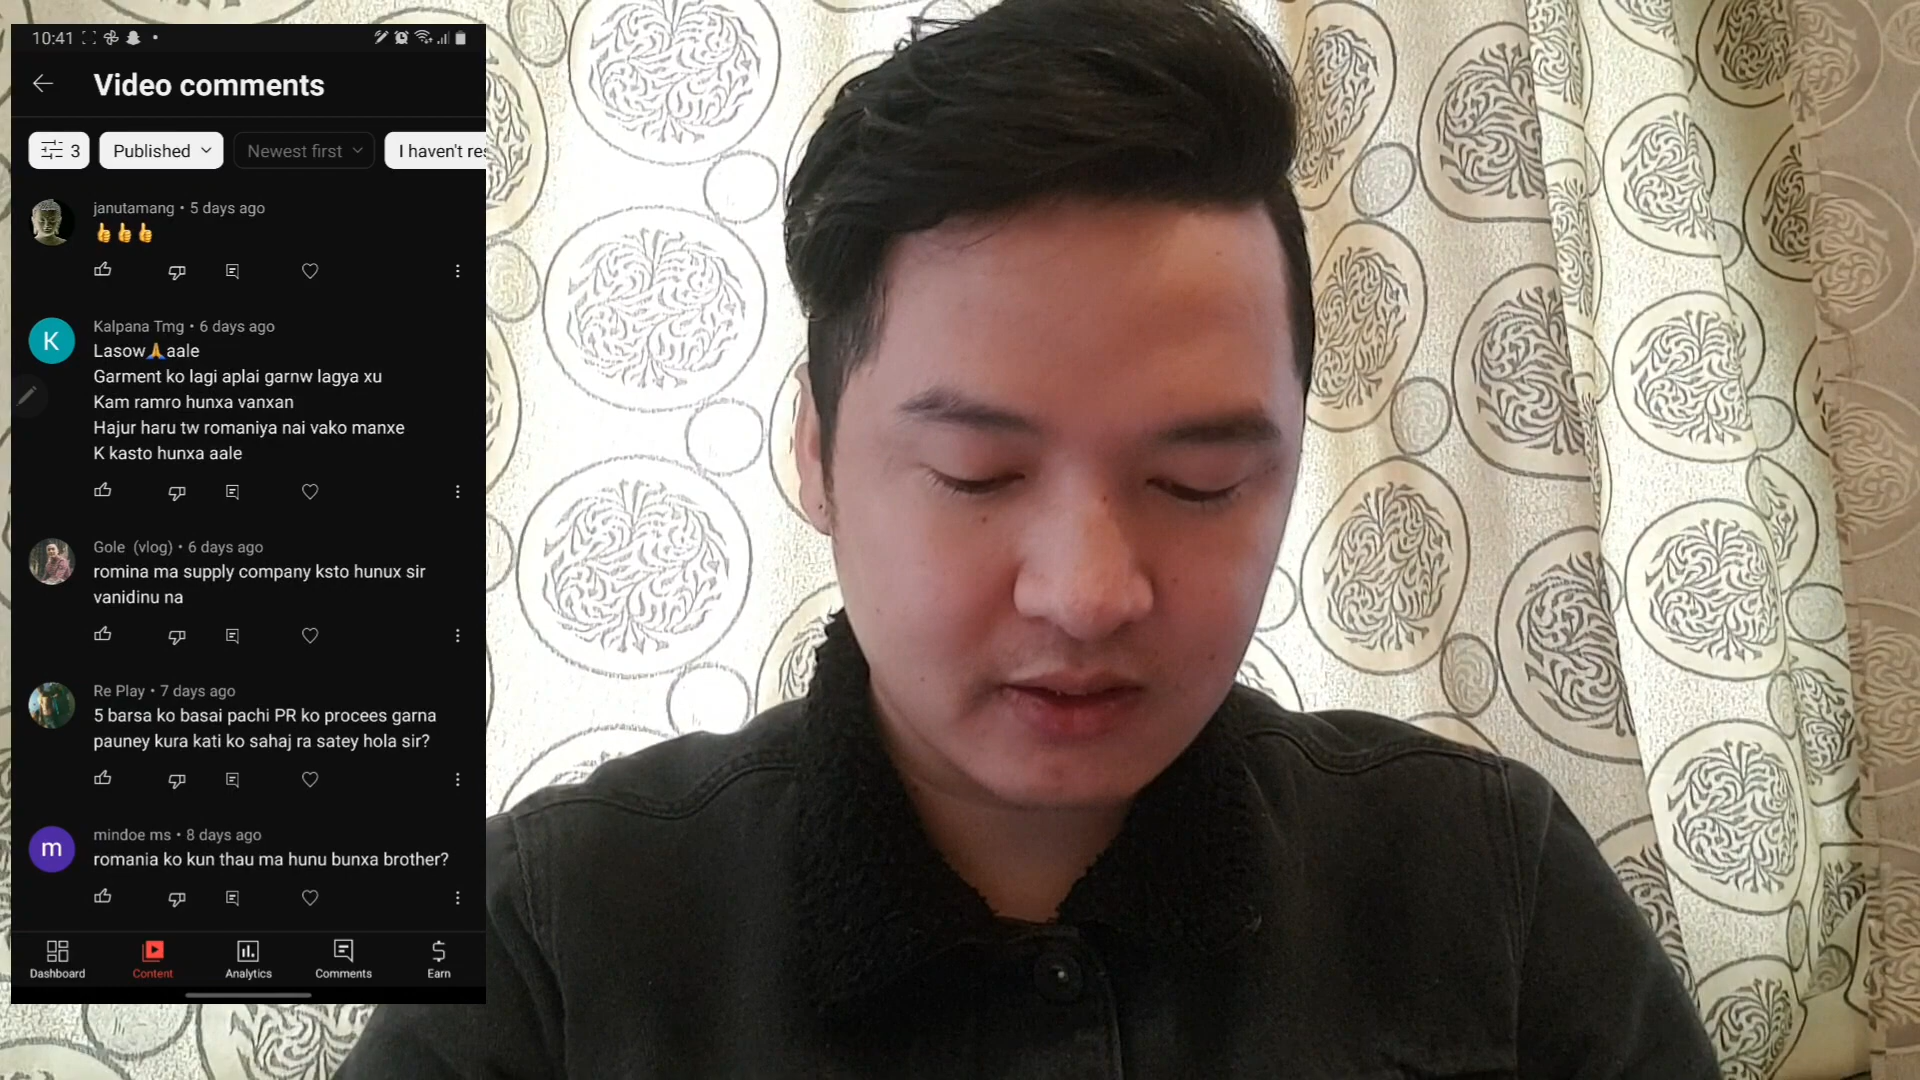 10:41
Video comments
3 Published Newest first I haven't res
janutamang • 5 days ago
👍👍👍
K
Kalpana Tmg • 6 days ago
Lasow🙏aale
Garment ko lagi aplai garnw lagya xu
Kam ramro hunxa vanxan
Hajur haru tw romaniya nai vako manxe
K kasto hunxa aale
Gole (vlog) • 6 days ago
romina ma supply company ksto hunux sir
vanidinu na
Re Play • 7 days ago
5 barsa ko basai pachi PR ko procees garna
pauney kura kati ko sahaj ra satey hola sir?
m
mindoe ms • 8 days ago
romania ko kun thau ma hunu bunxa brother?
Dashboard Content Analytics Comments Earn